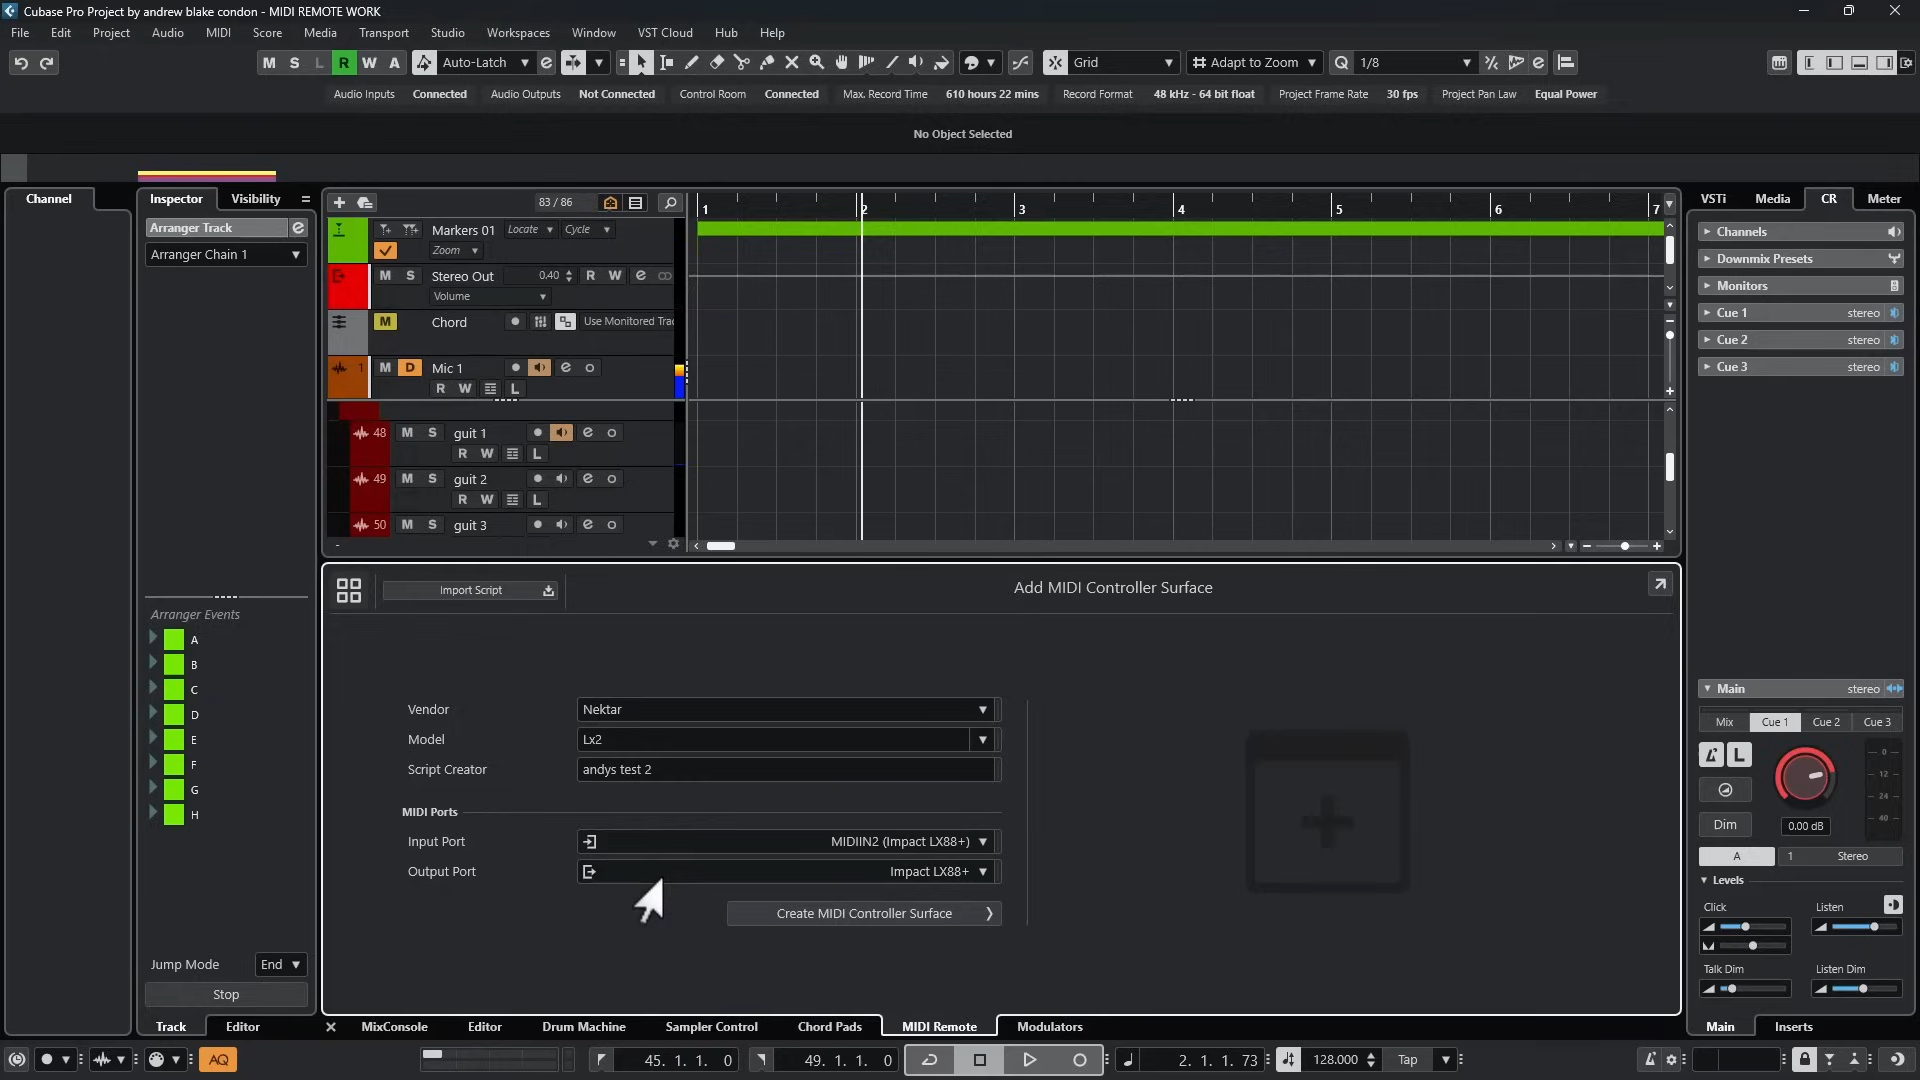 Cubase Pro Project by andrew blake condon - MIDI REMOTE WORK
File Edit Project Audio MIDI Score Media Transport Studio Workspaces Window VST Cloud Hub Help
M S L R W A Auto-Latch Grid Adapt to Zoom Q 1/8
Audio Inputs Connected Audio Outputs Not Connected Control Room Connected Max. Record Time 610 hours 22 mins Record Format 48 kHz - 64 bit float Project Frame Rate 30 fps Project Pan Law Equal Power
No Object Selected
Channel
Inspector Visibility
Arranger Track
Arranger Chain 1
Arranger Events
A
B
C
D
E
F
G
H
Jump Mode End
Stop
Track Editor
83 / 86
1 2 3 4 5 6 7
Markers 01 Locate Cycle
Zoom
M S Stereo Out 0.40 R W
Volume
M Chord Use Monitored Trac
1 M D Mic 1
R W L
48 M S guit 1
R W L
49 M S guit 2
R W L
50 M S guit 3
Import Script
Add MIDI Controller Surface
Vendor Nektar
Model Lx2
Script Creator andys test 2
MIDI Ports
Input Port MIDIIN2 (Impact LX88+)
Output Port Impact LX88+
Create MIDI Controller Surface
MixConsole Editor Drum Machine Sampler Control Chord Pads MIDI Remote Modulators
VSTi Media CR Meter
Channels
Downmix Presets
Monitors
Cue 1 stereo
Cue 2 stereo
Cue 3 stereo
Main stereo
Mix Cue 1 Cue 2 Cue 3
L
0
12
24
40
Dim 0.00 dB
A 1 Stereo
Levels
Click Listen
Talk Dim Listen Dim
Main Inserts
AQ 45. 1. 1. 0 49. 1. 1. 0 2. 1. 1. 73 128.000 Tap